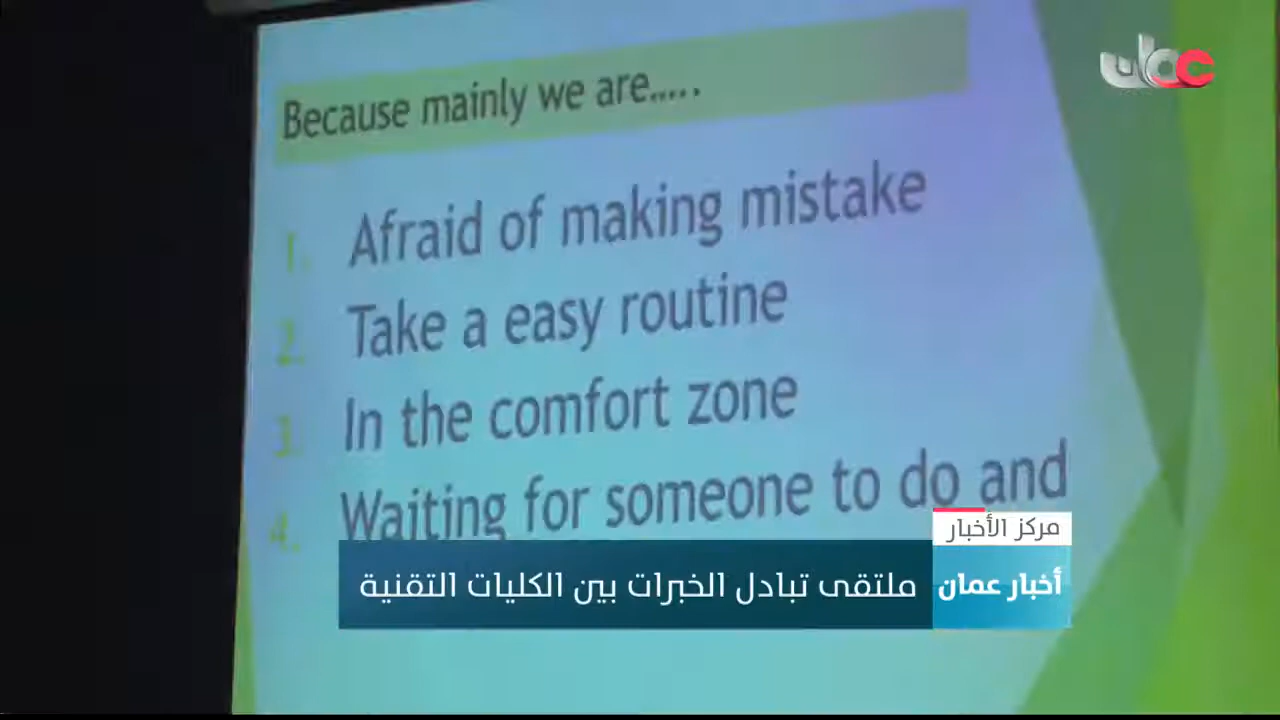 Because mainly we are.....
1. Afraid of making mistake
2. Take a easy routine
3. In the comfort zone
4. Waiting for someone to do and
مركز الأخبار
أخبار عمان
ملتقى تبادل الخبرات بين الكليات التقنية